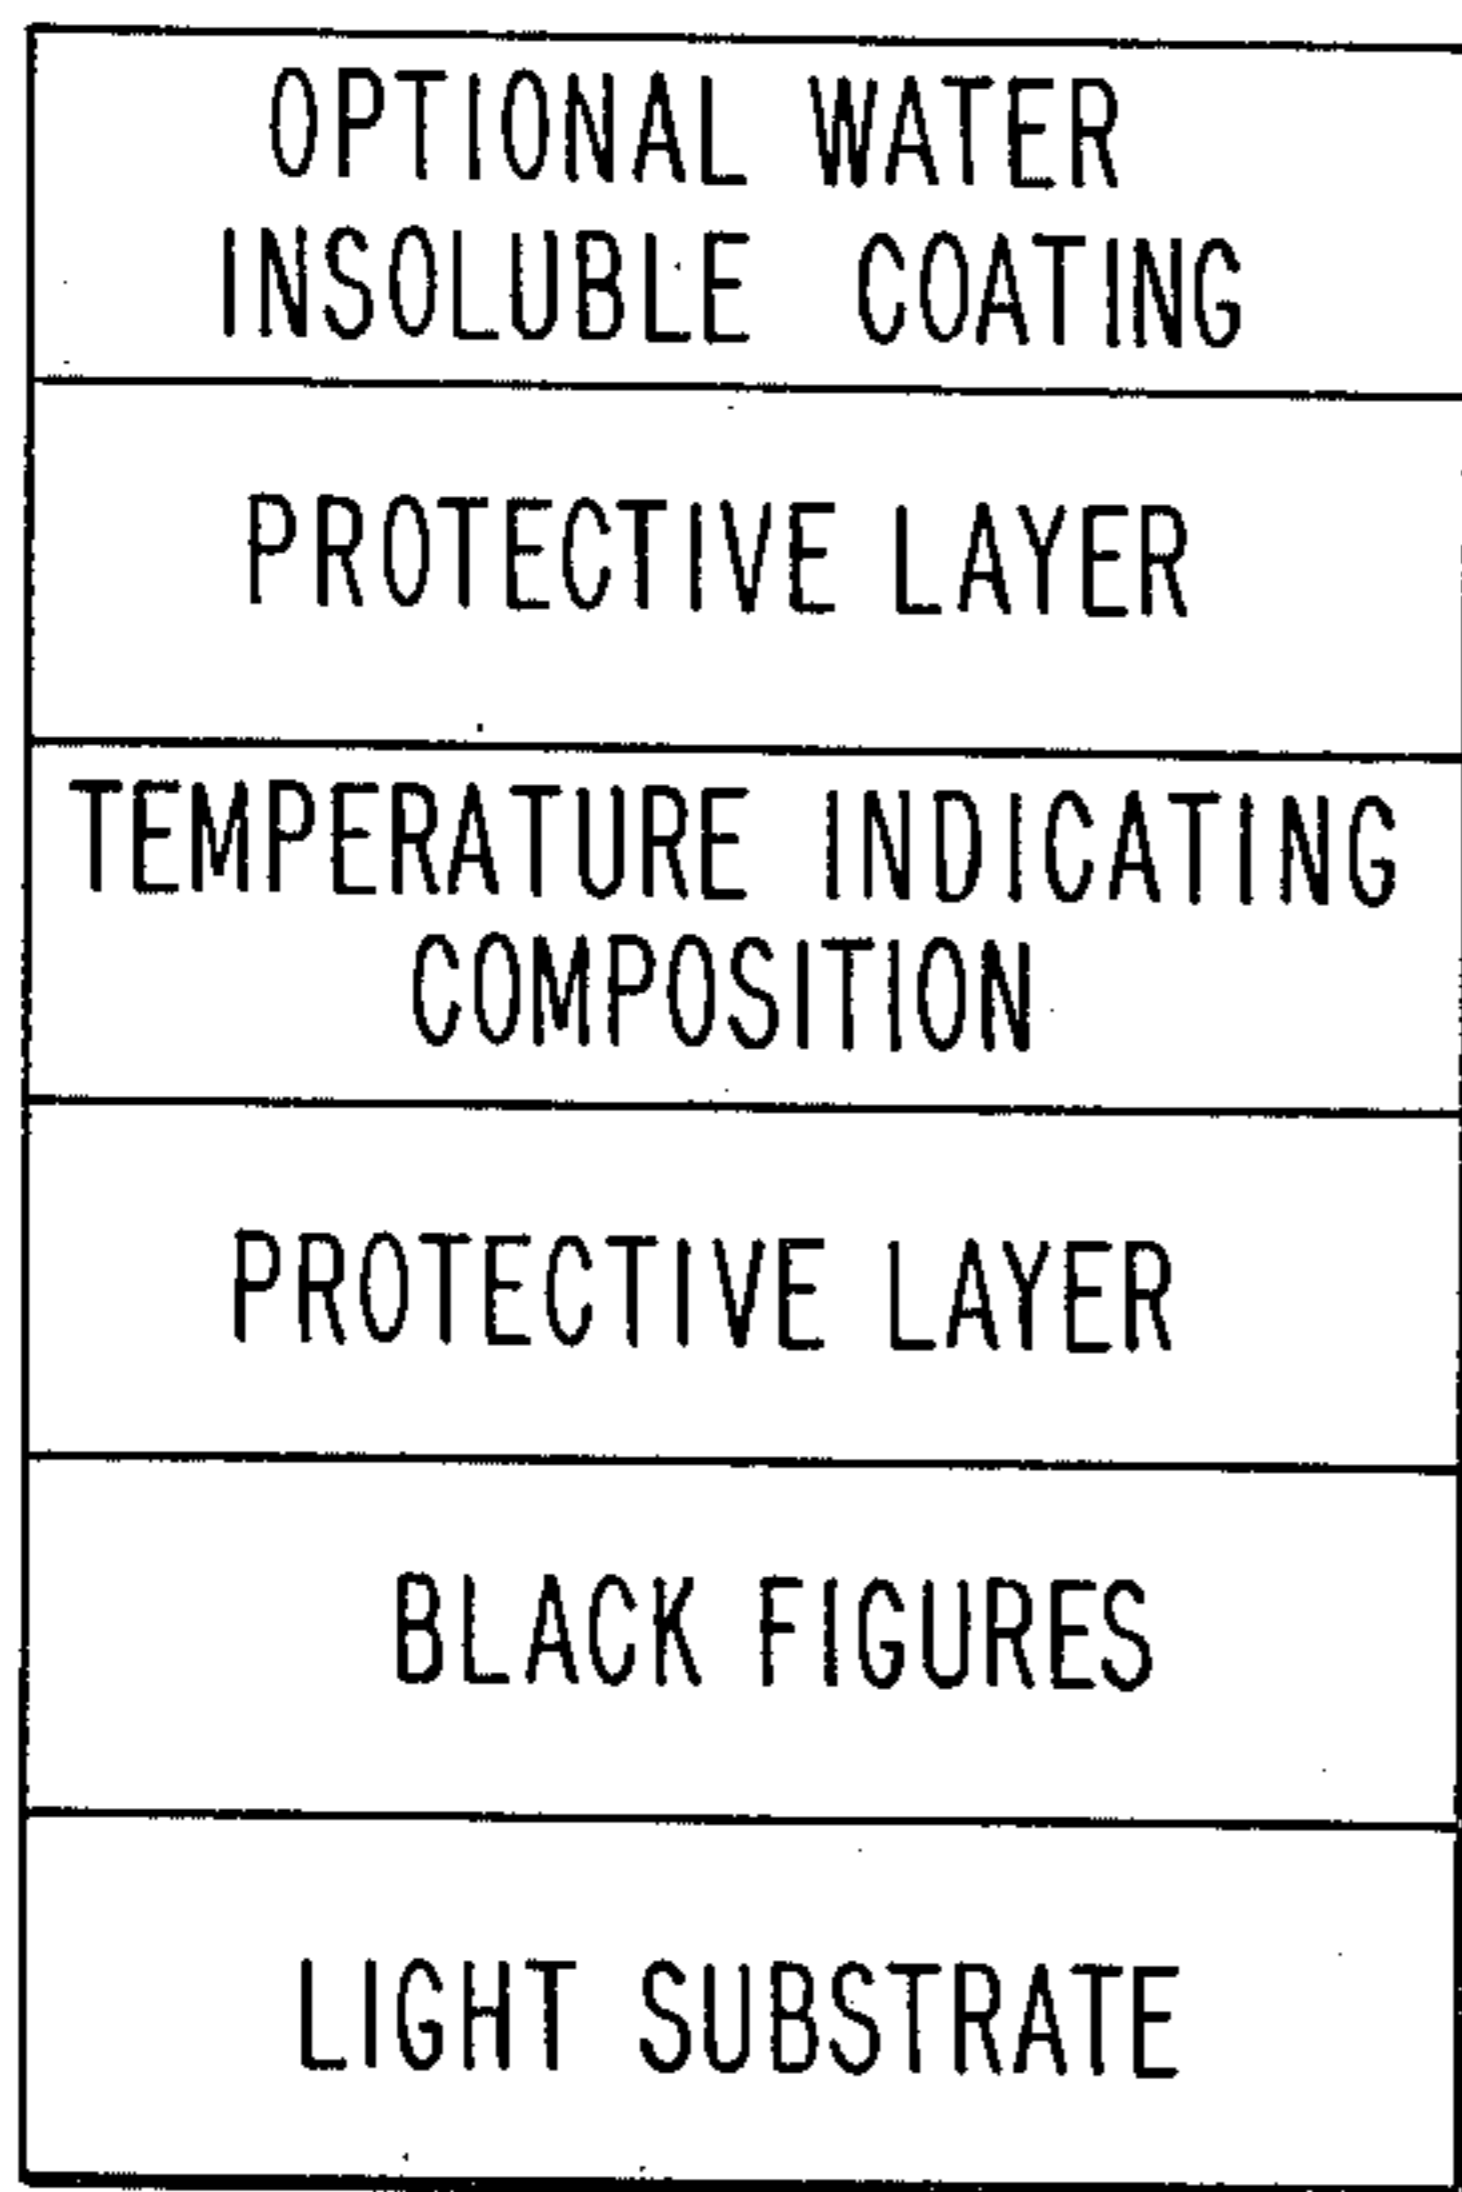 OPTIONAL WATER
INSOLUBLE COATING
PROTECTIVE LAYER
TEMPERATURE INDICATING
COMPOSITION
PROTECTIVE LAYER
BLACK FIGURES
LIGHT SUBSTRATE